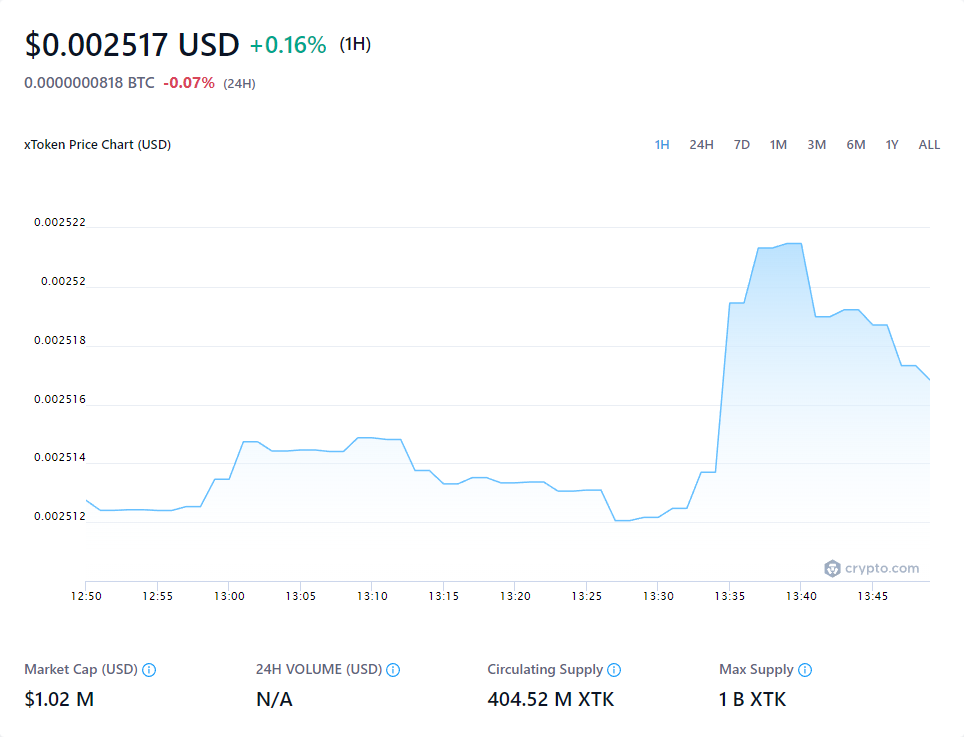 $0.002517 USD +0.16% (1H)
0.0000000818 BTC -0.07% (24H)
xToken Price Chart (USD)
1H 24H 7D 1M 3M 6M 1Y ALL
0.002522
0.00252
0.002518
0.002516
0.002514
0.002512
crypto.com
12:50 12:55 13:00 13:05 13:10 13:15 13:20 13:25 13:30 13:35 13:40 13:45
Market Cap (USD) 24H VOLUME (USD) Circulating Supply Max Supply
$1.02 M N/A 404.52 M XTK 1 B XTK